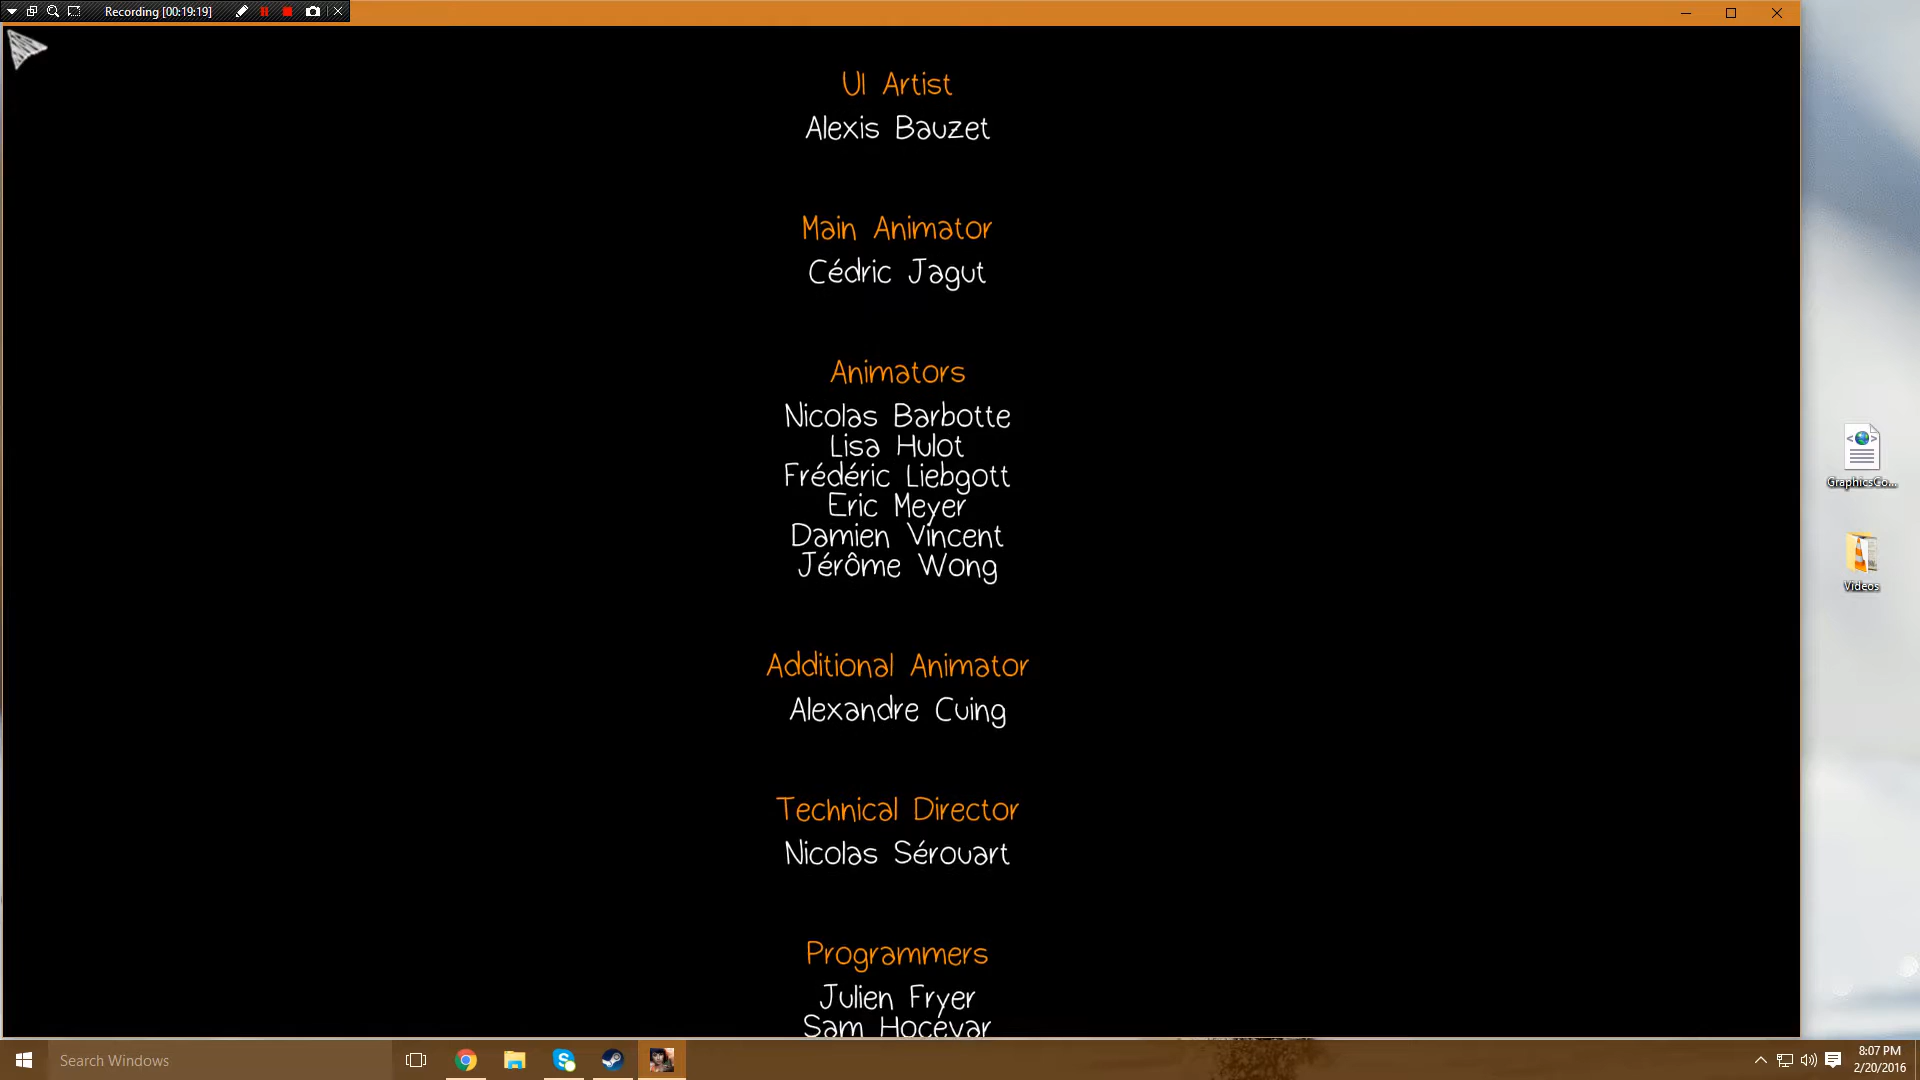 Recording [00:19:19]
UI Artist
Alexis Bauzet
Main Animator
Cédric Jagut
Animators
Nicolas Barbotte
Lisa Hulot
Frédéric Liebgott
Eric Meyer
Damien Vincent
Jérôme Wong
Additional Animator
Alexandre Cuing
Technical Director
Nicolas Sérouart
Programmers
Julien Fryer
Sam Hocevar
GraphicsCo...
Videos
Search Windows
8:07 PM
2/20/2016